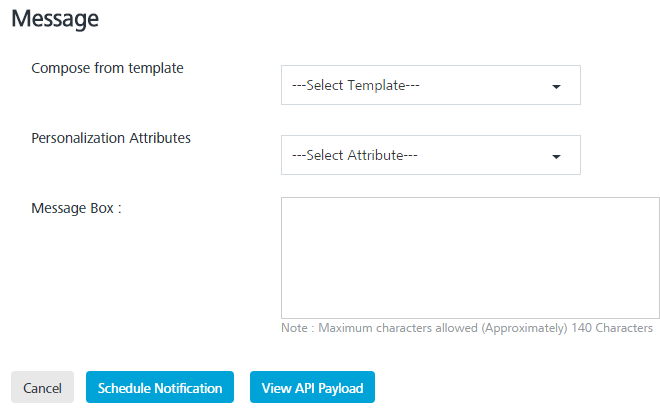 Message
Compose from template
---Select Template---
Personalization Attributes
---Select Attribute---
Message Box :
Note : Maximum characters allowed (Approximately) 140 Characters
Cancel
Schedule Notification
View API Payload